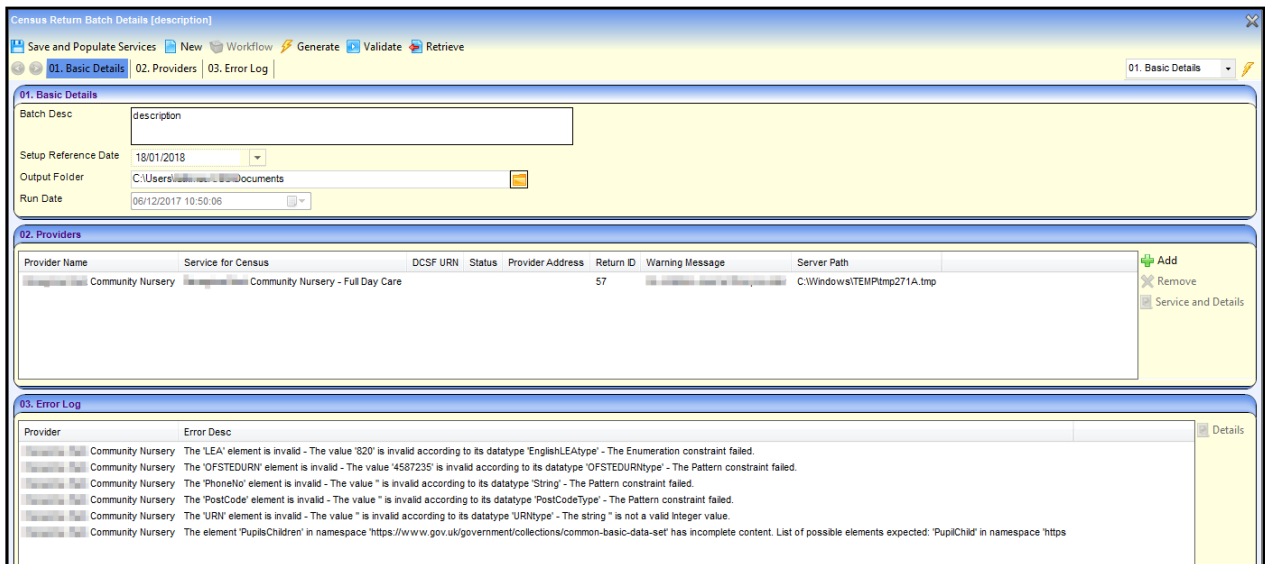 Census Return Batch Details [description]
Save and Populate Services New Workflow Generate Validate Retrieve
01. Basic Details 02. Providers 03. Error Log 01. Basic Details
01. Basic Details
Batch Desc description
Setup Reference Date 18/01/2018
Output Folder C:\Users\ Documents
Run Date 06/12/2017 10:50:06
02. Providers
Provider Name Service for Census DCSF URN Status Provider Address Return ID Warning Message Server Path Add
Community Nursery Community Nursery - Full Day Care 57 C:\Windows\TEMP\tmp271A.tmp Remove
Service and Details
03. Error Log
Provider Error Desc Details
Community Nursery The 'LEA' element is invalid - The value '820' is invalid according to its datatype 'EnglishLEAtype' - The Enumeration constraint failed.
Community Nursery The 'OFSTEDURN' element is invalid - The value '4587235' is invalid according to its datatype 'OFSTEDURNtype' - The Pattern constraint failed.
Community Nursery The 'PhoneNo' element is invalid - The value '' is invalid according to its datatype 'String' - The Pattern constraint failed.
Community Nursery The 'PostCode' element is invalid - The value '' is invalid according to its datatype 'PostCodeType' - The Pattern constraint failed.
Community Nursery The 'URN' element is invalid - The value '' is invalid according to its datatype 'URNtype' - The string '' is not a valid Integer value.
Community Nursery The element 'PupilsChildren' in namespace 'https://www.gov.uk/government/collections/common-basic-data-set' has incomplete content. List of possible elements expected: 'PupilChild' in namespace 'https